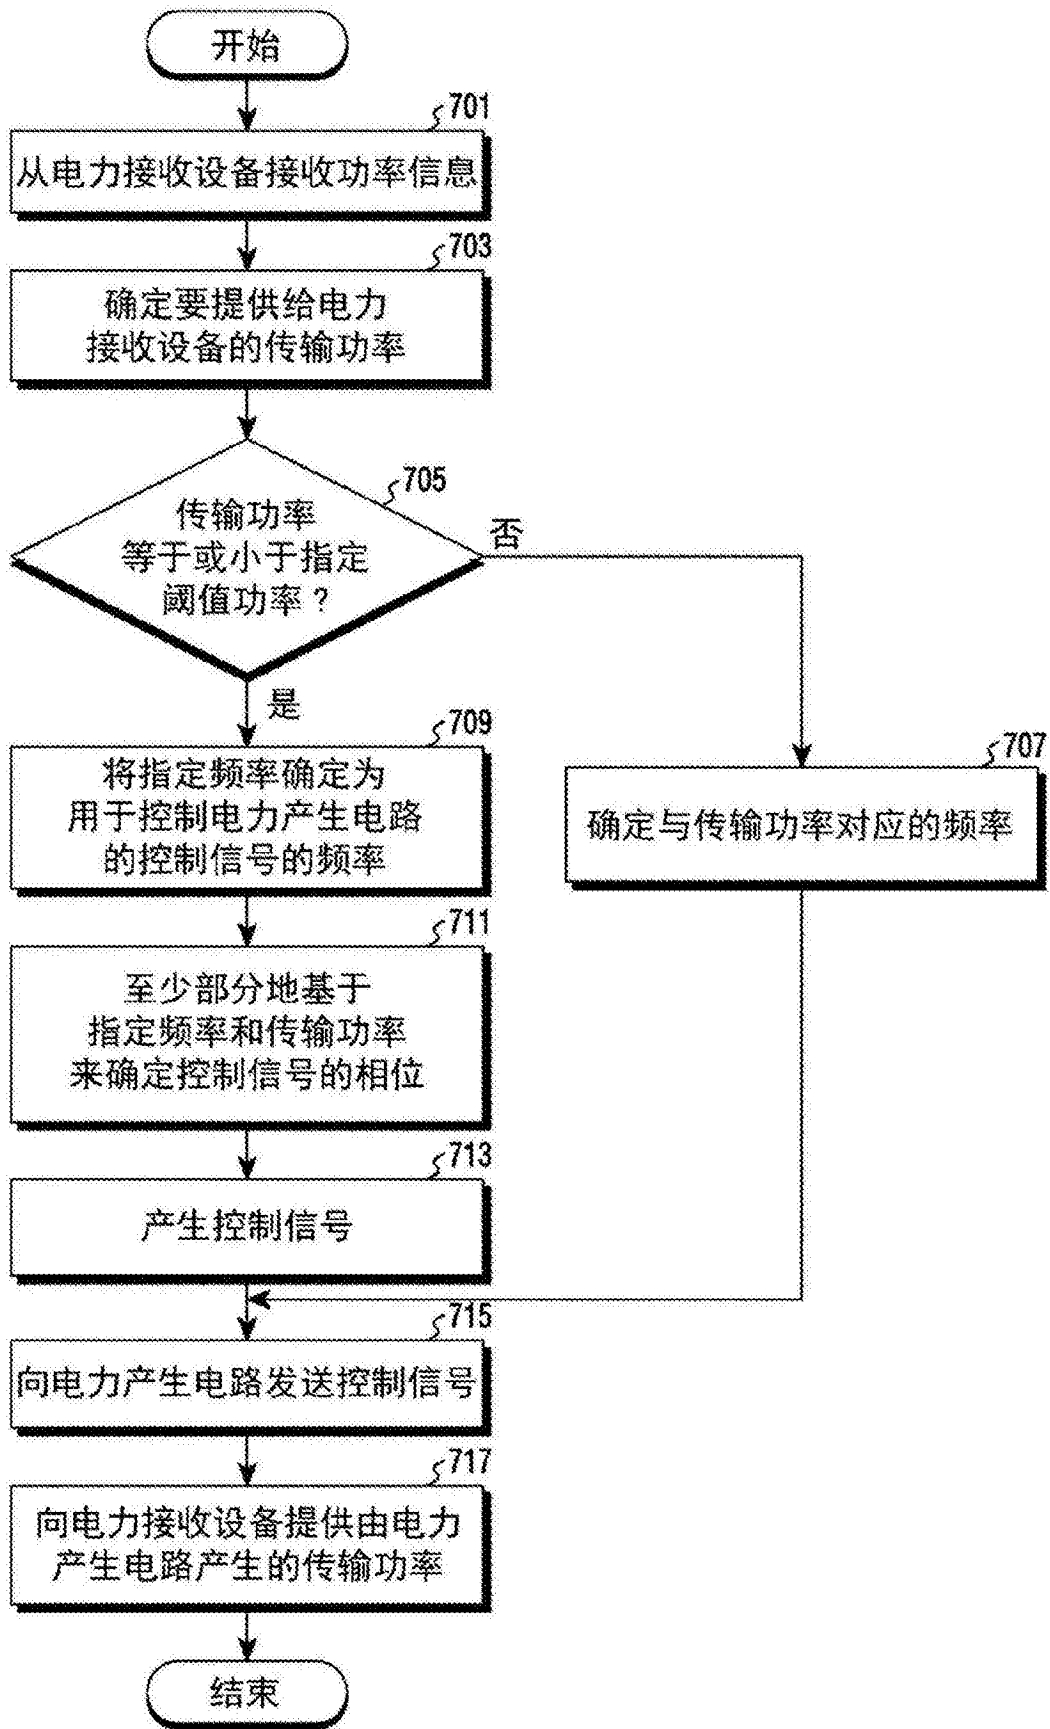 开始
701
从电力接收设备接收功率信息
703
确定要提供给电力
接收设备的传输功率
705
传输功率
等于或小于指定
阈值功率？
否
是
709
将指定频率确定为
用于控制电力产生电路
的控制信号的频率
707
确定与传输功率对应的频率
711
至少部分地基于
指定频率和传输功率
来确定控制信号的相位
713
产生控制信号
715
向电力产生电路发送控制信号
717
向电力接收设备提供由电力
产生电路产生的传输功率
结束